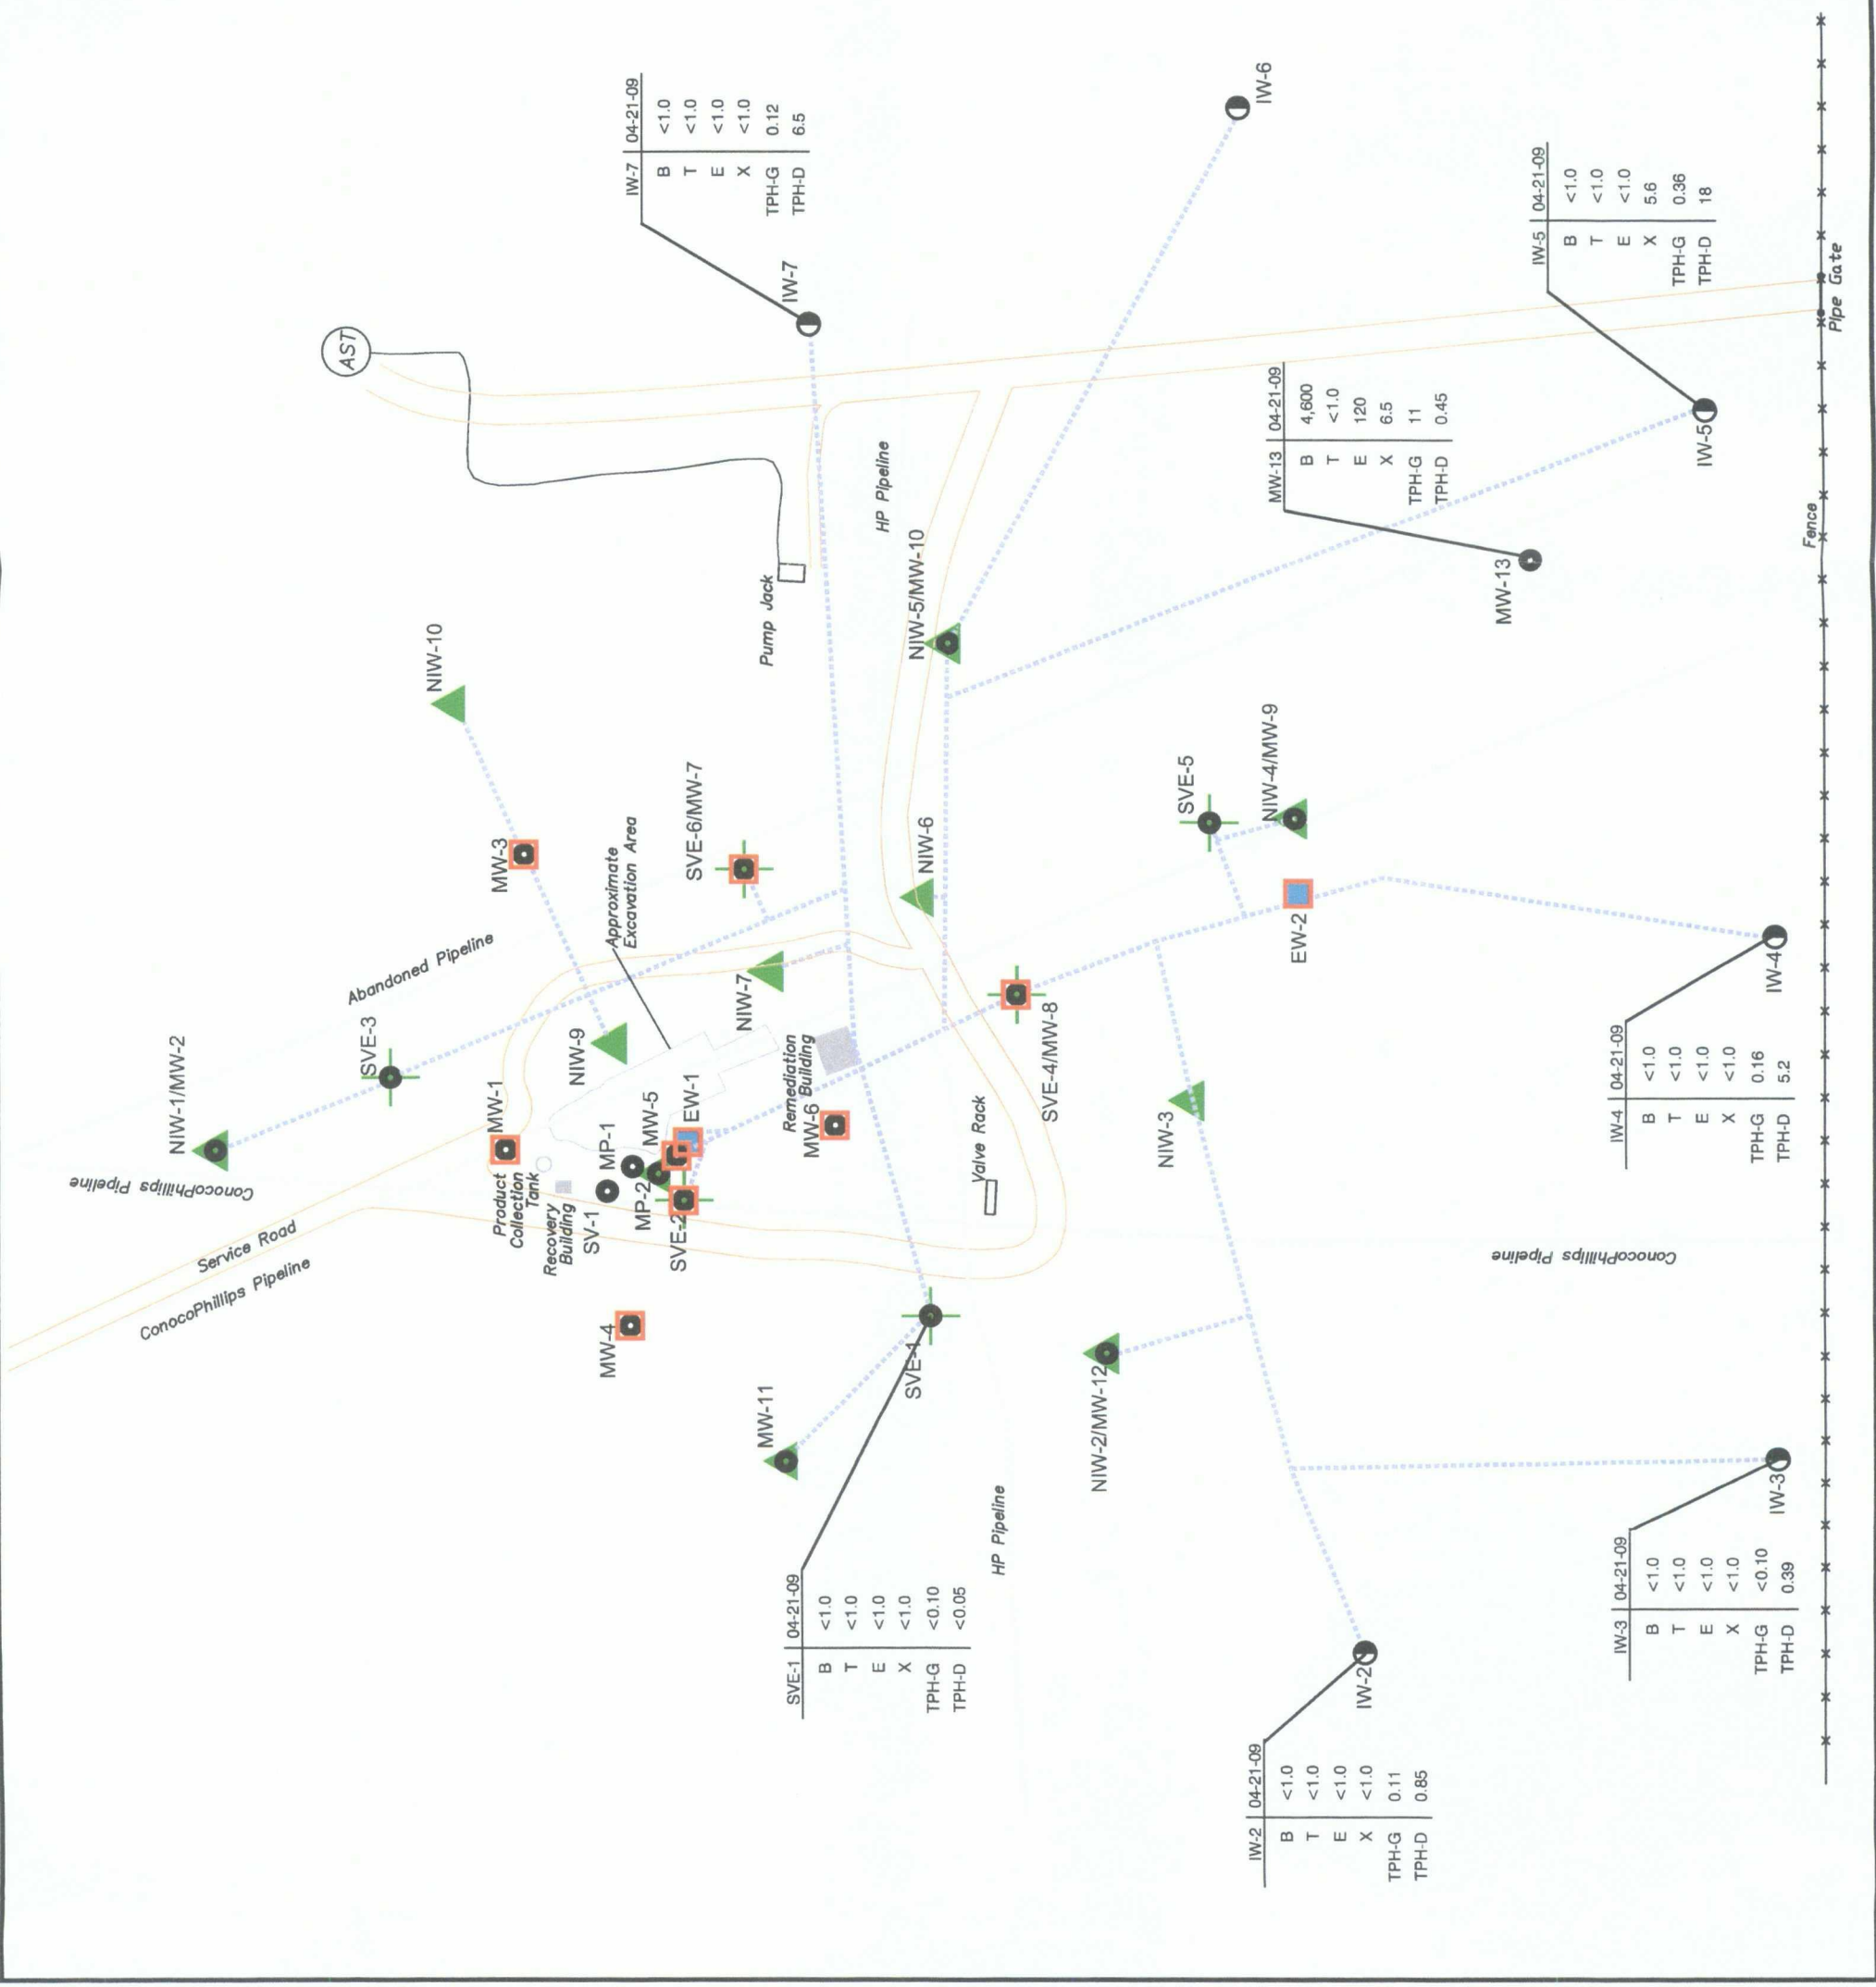 NIW-1/MW-2
ConocoPhillips Pipeline
Service Road
ConocoPhillips Pipeline
SVE-3
Abandoned Pipeline
NIW-10
AST
MW-3
MW-1
Product
Collection
Tank
Recovery
Building
NIW-9
Approximate
Excavation Area
SV-1
MP-1
MP-2
MW-5
EW-1
SVE-2
MW-4
SVE-6/MW-7
NIW-7
Pump Jack
IW-7
IW-7 04-21-09
B <1.0
T <1.0
E <1.0
X <1.0
TPH-G 0.12
TPH-D 6.5
Remediation
Building
MW-6
MW-11
HP Pipeline
NIW-5/MW-10
NIW-6
SVE-1
SVE-1 04-21-09
B <1.0
T <1.0
E <1.0
X <1.0
TPH-G <0.10
TPH-D <0.05
HP Pipeline
Valve Rack
SVE-4/MW-8
NIW-2/MW-12
NIW-3
SVE-5
NIW-4/MW-9
EW-2
IW-6
MW-13 04-21-09
B 4,600
T <1.0
E 120
X 6.5
TPH-G 11
TPH-D 0.45
MW-13
IW-5 04-21-09
B <1.0
T <1.0
E <1.0
X 5.6
TPH-G 0.36
TPH-D 18
IW-5
IW-2 04-21-09
B <1.0
T <1.0
E <1.0
X <1.0
TPH-G 0.11
TPH-D 0.85
IW-2
ConocoPhillips Pipeline
IW-3 04-21-09
B <1.0
T <1.0
E <1.0
X <1.0
TPH-G <0.10
TPH-D 0.39
IW-3
IW-4 04-21-09
B <1.0
T <1.0
E <1.0
X <1.0
TPH-G 0.16
TPH-D 5.2
IW-4
Fence
Pipe Gate